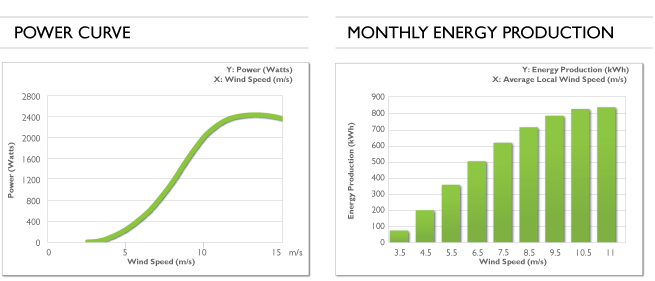 POWER CURVE
Y: Power (Watts)
X: Wind Speed (m/s)
2800
2400
2000
1600
1200
800
400
0
Power (Watts)
0 5 10 15 m/s
Wind Speed (m/s)
MONTHLY ENERGY PRODUCTION
Y: Energy Production (kWh)
X: Average Local Wind Speed (m/s)
900
800
700
600
500
400
300
200
100
0
Energy Production (kWh)
3.5 4.5 5.5 6.5 7.5 8.5 9.5 10.5 11
Wind Speed (m/s)